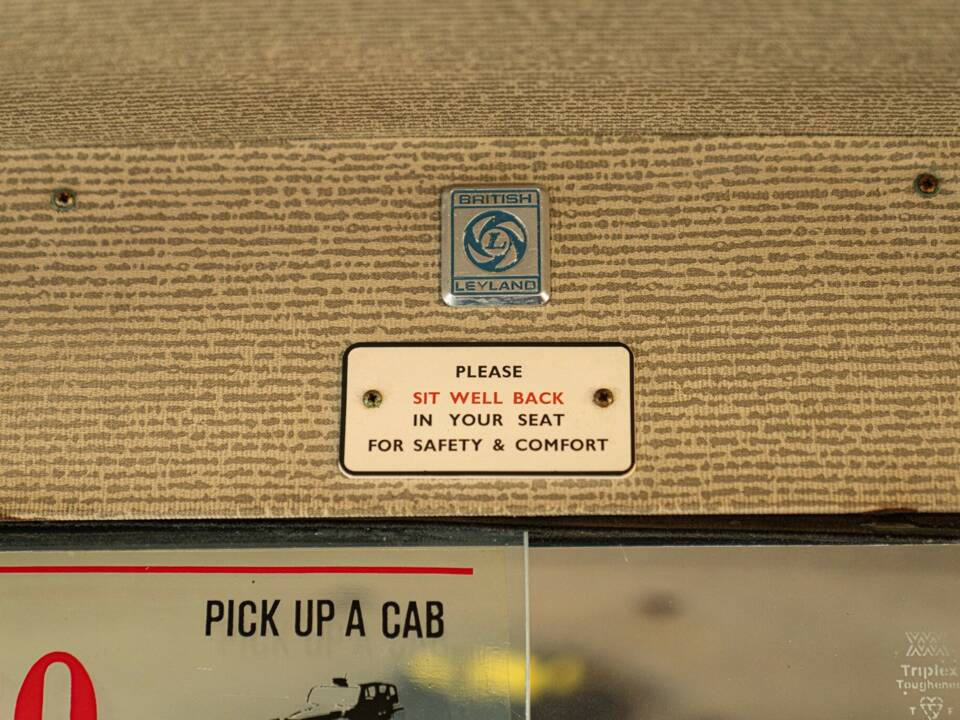 BRITISH
L
LEYLAND
PLEASE
SIT WELL BACK
IN YOUR SEAT
FOR SAFETY & COMFORT
PICK UP A CAB
Triplex